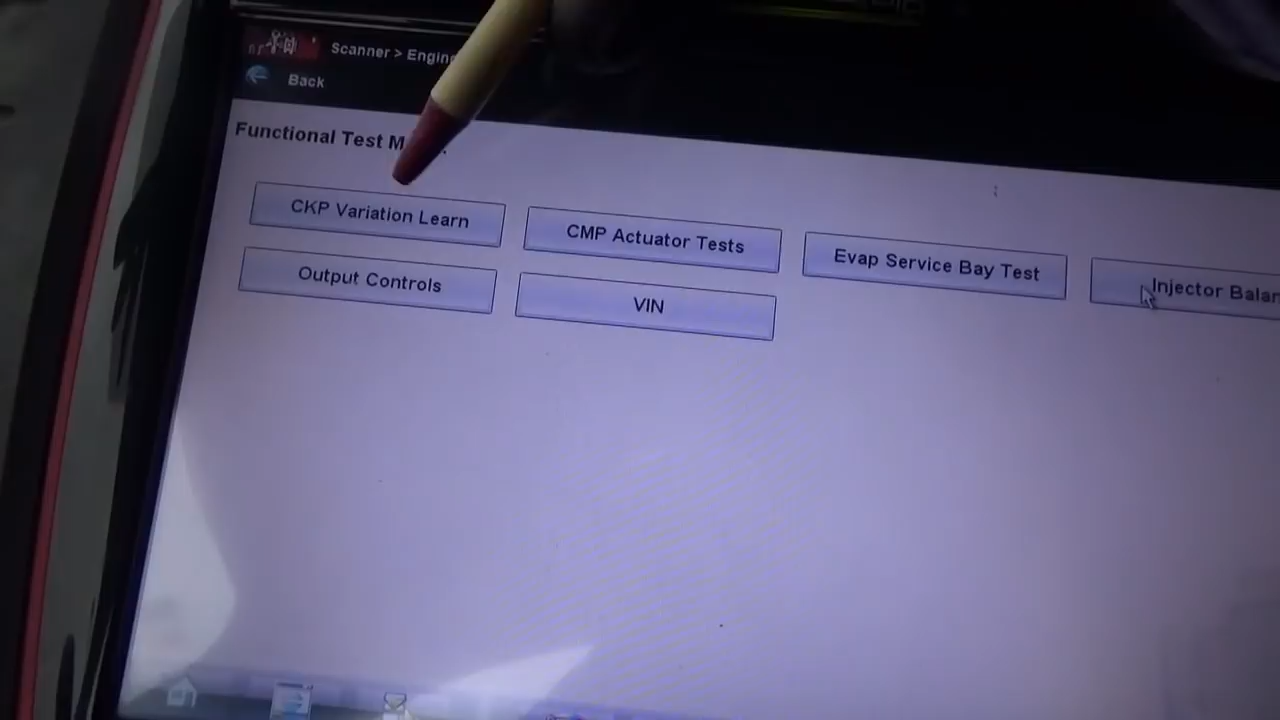 Scanner > Engin
Back
Functional Test M
CKP Variation Learn
CMP Actuator Tests
Evap Service Bay Test
Injector Balan
Output Controls
VIN